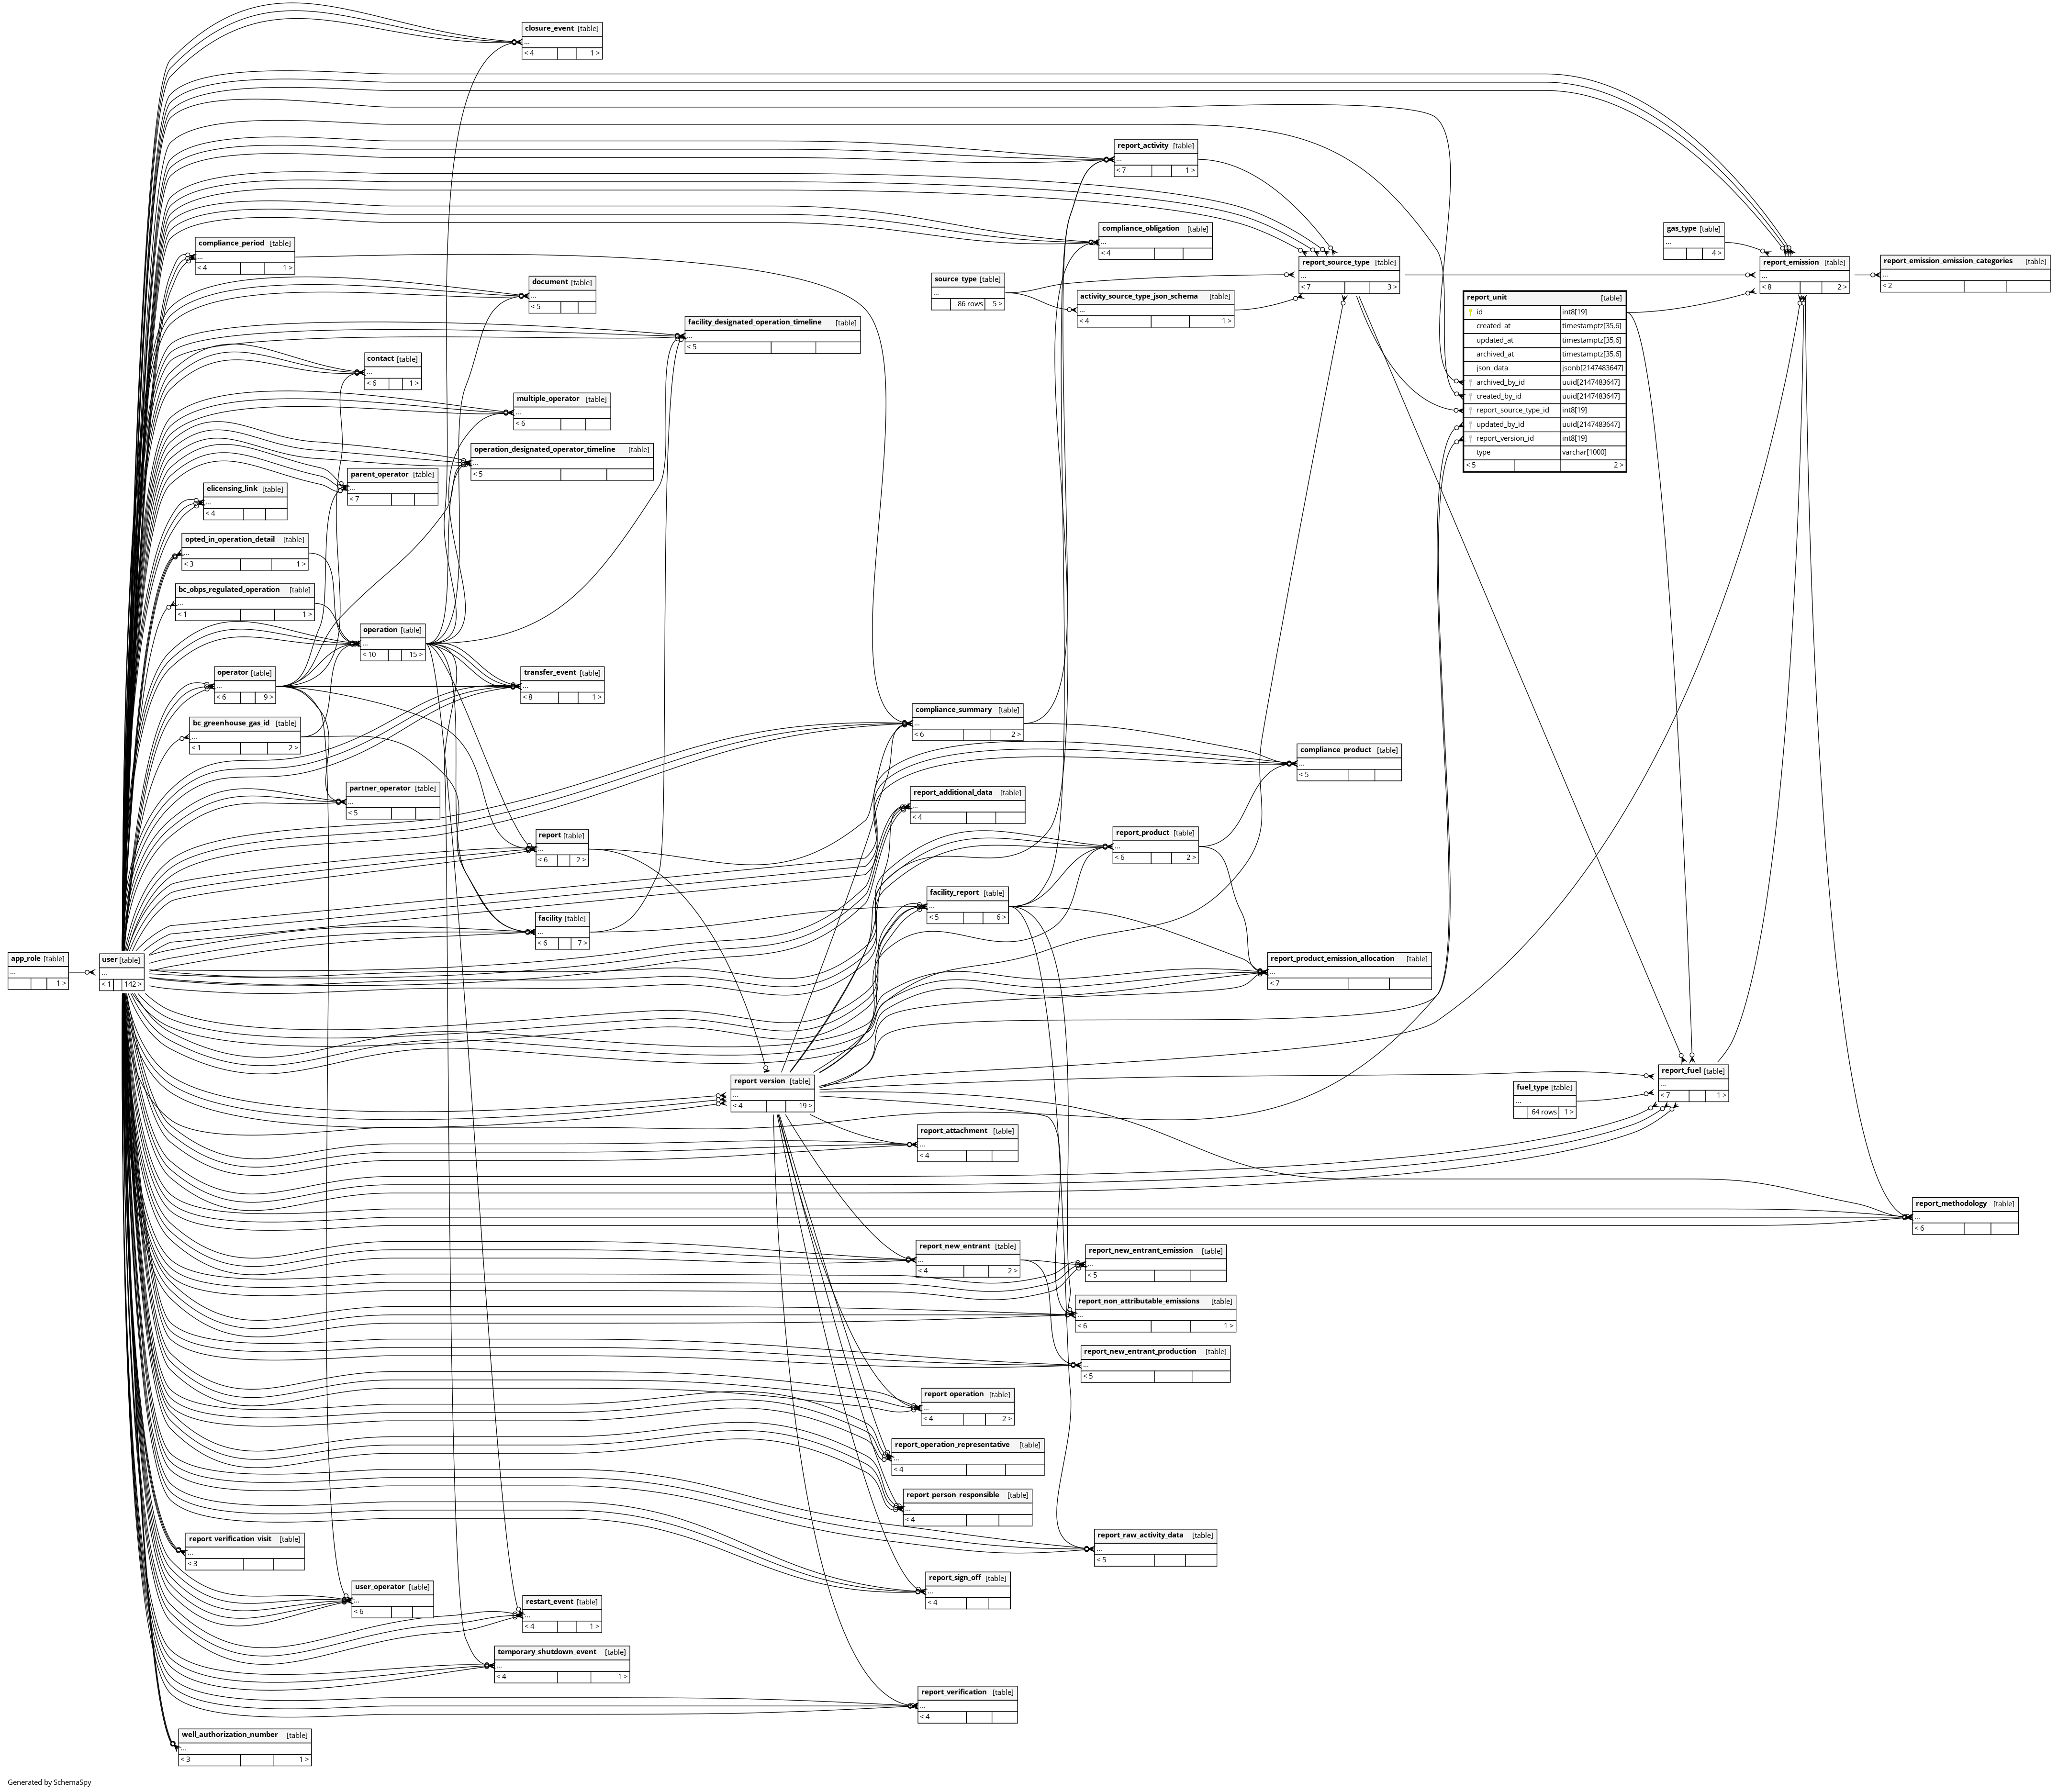 closure_event [table]
...
< 4 1 >
report_activity [table]
...
< 7 1 >
compliance_obligation [table]
...
< 4
gas_type [table]
...
4 >
compliance_period [table]
...
< 4 1 >
report_source_type [table]
...
< 7 3 >
report_emission [table]
...
< 8 2 >
report_emission_emission_categories [table]
...
< 2
source_type [table]
...
86 rows 5 >
document [table]
...
< 5
activity_source_type_json_schema [table]
...
< 4 1 >
report_unit [table]
id int8[19]
created_at timestamptz[35,6]
updated_at timestamptz[35,6]
archived_at timestamptz[35,6]
json_data jsonb[2147483647]
archived_by_id uuid[2147483647]
created_by_id uuid[2147483647]
report_source_type_id int8[19]
updated_by_id uuid[2147483647]
report_version_id int8[19]
type varchar[1000]
< 5 2 >
facility_designated_operation_timeline [table]
...
< 5
contact [table]
...
< 6 1 >
multiple_operator [table]
...
< 6
operation_designated_operator_timeline [table]
...
< 5
parent_operator [table]
...
< 7
elicensing_link [table]
...
< 4
opted_in_operation_detail [table]
...
< 3 1 >
bc_obps_regulated_operation [table]
...
< 1 1 >
operation [table]
...
< 10 15 >
operator [table]
...
< 6 9 >
transfer_event [table]
...
< 8 1 >
bc_greenhouse_gas_id [table]
...
< 1 2 >
compliance_summary [table]
...
< 6 2 >
compliance_product [table]
...
< 5
partner_operator [table]
...
< 5
report_additional_data [table]
...
< 4
report [table]
...
< 6 2 >
report_product [table]
...
< 6 2 >
facility_report [table]
...
< 5 6 >
facility [table]
...
< 6 7 >
app_role [table]
...
1 >
user [table]
...
< 1 142 >
report_product_emission_allocation [table]
...
< 7
report_version [table]
...
< 4 19 >
report_fuel [table]
...
< 7 1 >
fuel_type [table]
...
64 rows 1 >
report_attachment [table]
...
< 4
report_methodology [table]
...
< 6
report_new_entrant [table]
...
< 4 2 >
report_new_entrant_emission [table]
...
< 5
report_non_attributable_emissions [table]
...
< 6 1 >
report_new_entrant_production [table]
...
< 5
report_operation [table]
...
< 4 2 >
report_operation_representative [table]
...
< 4
report_person_responsible [table]
...
< 4
report_raw_activity_data [table]
...
< 5
report_verification_visit [table]
...
< 3
report_sign_off [table]
...
< 4
user_operator [table]
...
< 6
restart_event [table]
...
< 4 1 >
temporary_shutdown_event [table]
...
< 4 1 >
report_verification [table]
...
< 4
well_authorization_number [table]
...
< 3 1 >
Generated by SchemaSpy